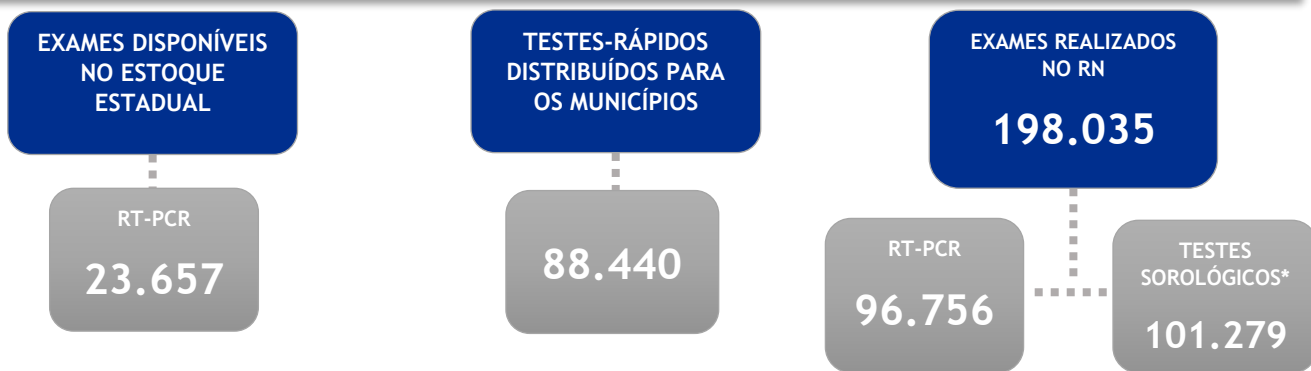 EXAMES DISPONÍVEIS
NO ESTOQUE
ESTADUAL
RT-PCR
23.657
TESTES-RÁPIDOS
DISTRIBUÍDOS PARA
OS MUNICÍPIOS
88.440
EXAMES REALIZADOS
NO RN
198.035
RT-PCR
96.756
TESTES
SOROLÓGICOS*
101.279